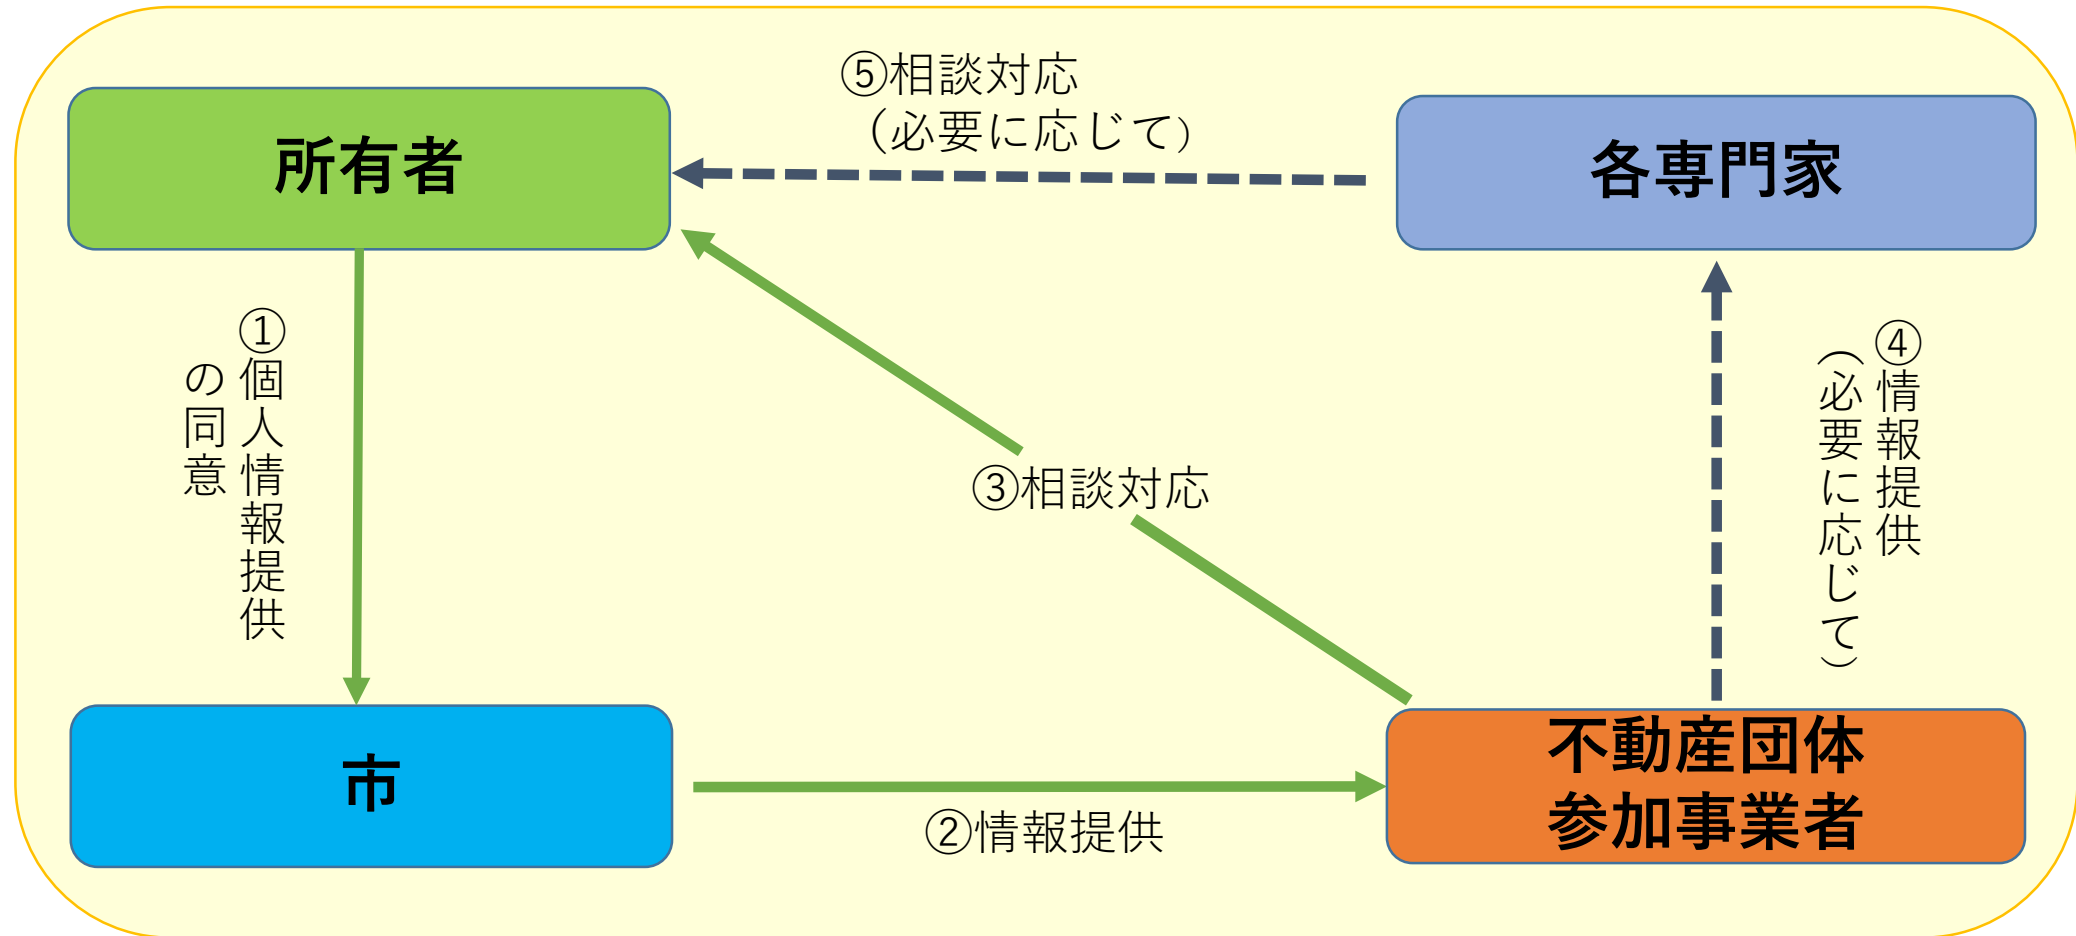 ⑤相談対応
（必要に応じて）
所有者
各専門家
①個人情報提供
の同意
④情報提供
（必要に応じて）
③相談対応
市
不動産団体
参加事業者
②情報提供